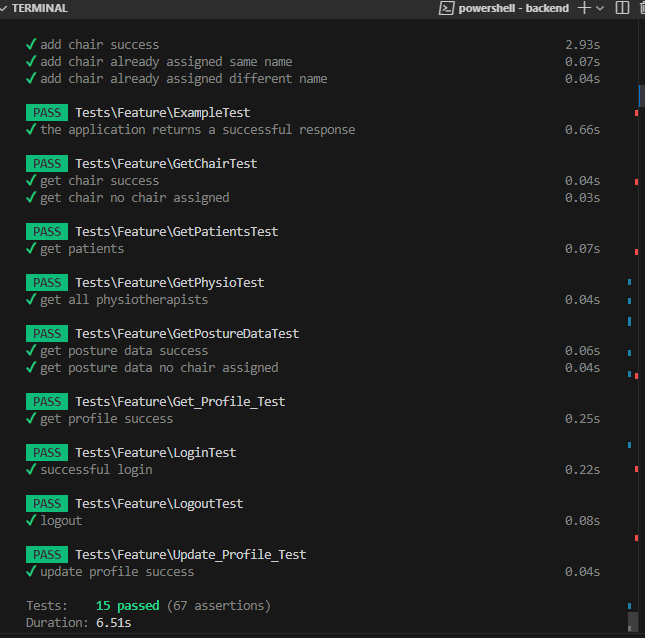 TERMINAL
powershell - backend
✓ add chair success 2.93s
✓ add chair already assigned same name 0.07s
✓ add chair already assigned different name 0.04s
PASS Tests\Feature\ExampleTest
✓ the application returns a successful response 0.66s
PASS Tests\Feature\GetChairTest
✓ get chair success 0.04s
✓ get chair no chair assigned 0.03s
PASS Tests\Feature\GetPatientsTest
✓ get patients 0.07s
PASS Tests\Feature\GetPhysioTest
✓ get all physiotherapists 0.04s
PASS Tests\Feature\GetPostureDataTest
✓ get posture data success 0.06s
✓ get posture data no chair assigned 0.04s
PASS Tests\Feature\Get_Profile_Test
✓ get profile success 0.25s
PASS Tests\Feature\LoginTest
✓ successful login 0.22s
PASS Tests\Feature\LogoutTest
✓ logout 0.08s
PASS Tests\Feature\Update_Profile_Test
✓ update profile success 0.04s
Tests: 15 passed (67 assertions)
Duration: 6.51s